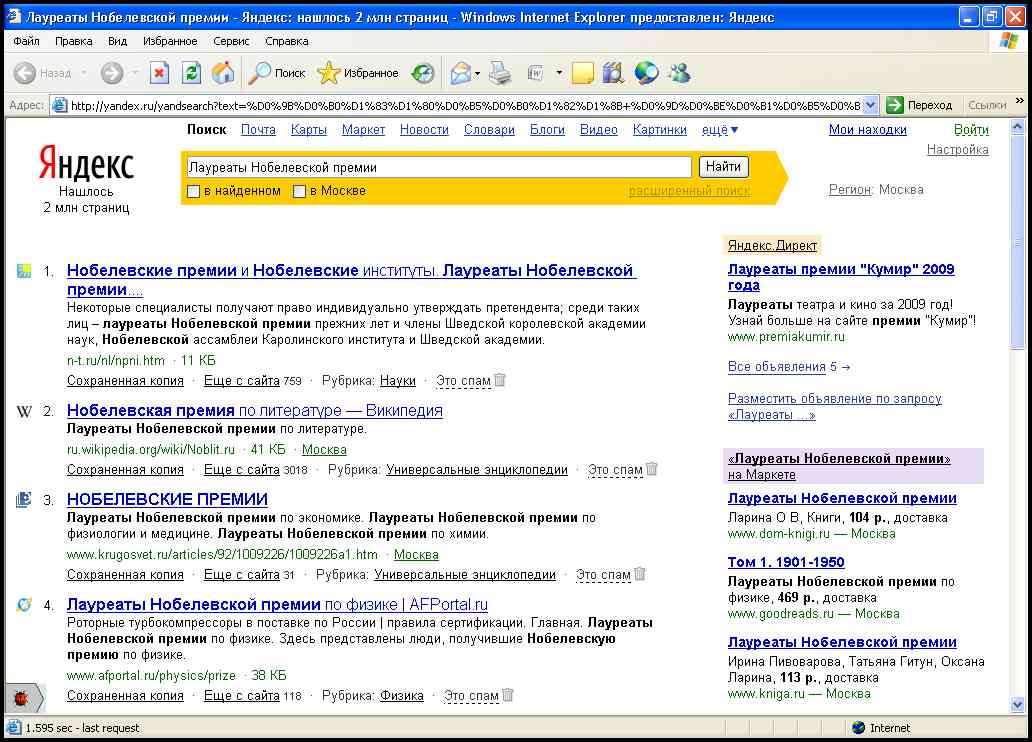 Лауреаты Нобелевской премии - Яндекс: нашлось 2 млн страниц - Windows Internet Explorer предоставлен: Яндекс
Файл Правка Вид Избранное Сервис Справка
Назад Поиск Избранное
Адрес: http://yandex.ru/yandsearch?text=%D0%9B%D0%B0%D1%83%D1%80%D0%B5%D0%B0%D1%82%D1%8B+%D0%9D%D0%BE%D0%B1%D0%B5%D0%B Переход Ссылки »
Поиск Почта Карты Маркет Новости Словари Блоги Видео Картинки ещё ▼ Мои находки Войти
Настройка
Яндекс
Нашлось
2 млн страниц
Лауреаты Нобелевской премии Найти
в найденном в Москве расширенный поиск
Регион: Москва
1. Нобелевские премии и Нобелевские институты. Лауреаты Нобелевской
премии....
Некоторые специалисты получают право индивидуально утверждать претендента; среди таких
лиц – лауреаты Нобелевской премии прежних лет и члены Шведской королевской академии
наук, Нобелевской ассамблеи Каролинского института и Шведской академии.
n-t.ru/nl/npni.htm · 11 КБ
Сохраненная копия · Еще с сайта 759 · Рубрика: Науки · Это спам
W 2. Нобелевская премия по литературе — Википедия
Лауреаты Нобелевской премии по литературе.
ru.wikipedia.org/wiki/Noblit.ru · 41 КБ · Москва
Сохраненная копия · Еще с сайта 3018 · Рубрика: Универсальные энциклопедии · Это спам
3. НОБЕЛЕВСКИЕ ПРЕМИИ
Лауреаты Нобелевской премии по экономике. Лауреаты Нобелевской премии по
физиологии и медицине. Лауреаты Нобелевской премии по химии.
www.krugosvet.ru/articles/92/1009226/1009226a1.htm · Москва
Сохраненная копия · Еще с сайта 31 · Рубрика: Универсальные энциклопедии · Это спам
4. Лауреаты Нобелевской премии по физике | AFPortal.ru
Роторные турбокомпрессоры в поставке по России | правила сертификации. Главная. Лауреаты
Нобелевской премии по физике. Здесь представлены люди, получившие Нобелевскую
премию по физике.
www.afportal.ru/physics/prize · 38 КБ
Сохраненная копия · Еще с сайта 118 · Рубрика: Физика · Это спам
Яндекс.Директ
Лауреаты премии "Кумир" 2009
года
Лауреаты театра и кино за 2009 год!
Узнай больше на сайте премии "Кумир"!
www.premiakumir.ru
Все объявления 5 →
Разместить объявление по запросу
«Лауреаты ...»
«Лауреаты Нобелевской премии»
на Маркете
Лауреаты Нобелевской премии
Ларина О В, Книги, 104 р., доставка
www.dom-knigi.ru — Москва
Том 1. 1901-1950
Лауреаты Нобелевской премии по
физике, 469 р., доставка
www.goodreads.ru — Москва
Лауреаты Нобелевской премии
Ирина Пивоварова, Татьяна Гитун, Оксана
Ларина, 113 р., доставка
www.kniga.ru — Москва
1.595 sec - last request Internet